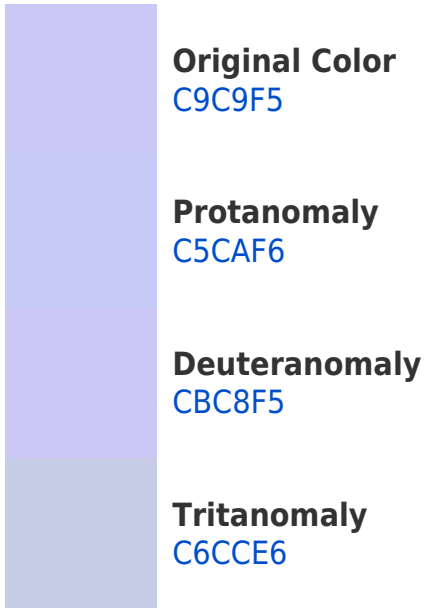 Original Color
C9C9F5
Protanomaly
C5CAF6
Deuteranomaly
CBC8F5
Tritanomaly
C6CCE6